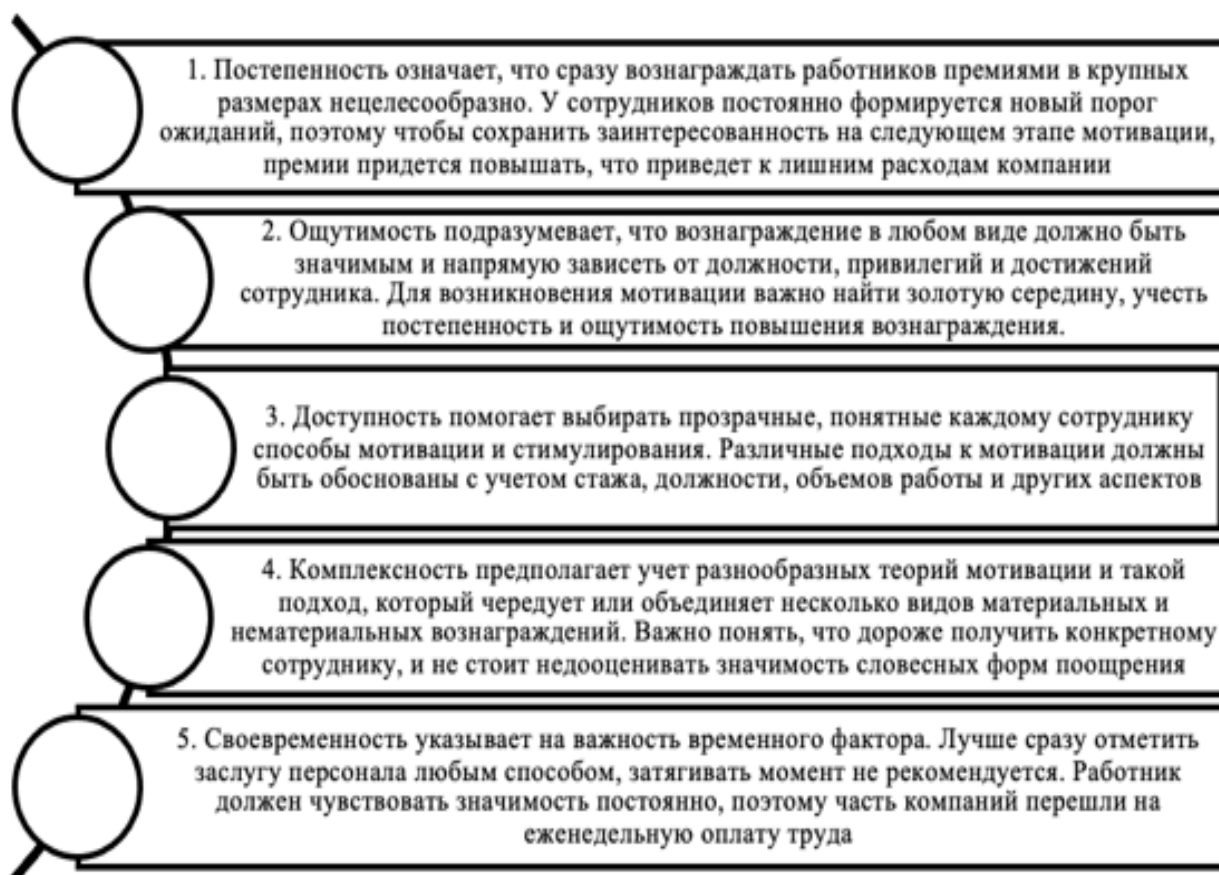 1. Постепенность означает, что сразу вознаграждать работников премиями в крупных
размерах нецелесообразно. У сотрудников постоянно формируется новый порог
ожиданий, поэтому чтобы сохранить заинтересованность на следующем этапе мотивации,
премии придется повышать, что приведет к лишним расходам компании
2. Ощутимость подразумевает, что вознаграждение в любом виде должно быть
значимым и напрямую зависеть от должности, привилегий и достижений
сотрудника. Для возникновения мотивации важно найти золотую середину, учесть
постепенность и ощутимость повышения вознаграждения.
3. Доступность помогает выбирать прозрачные, понятные каждому сотруднику
способы мотивации и стимулирования. Различные подходы к мотивации должны
быть обоснованы с учетом стажа, должности, объемов работы и других аспектов
4. Комплексность предполагает учет разнообразных теорий мотивации и такой
подход, который чередует или объединяет несколько видов материальных и
нематериальных вознаграждений. Важно понять, что дороже получить конкретному
сотруднику, и не стоит недооценивать значимость словесных форм поощрения
5. Своевременность указывает на важность временного фактора. Лучше сразу отметить
заслугу персонала любым способом, затягивать момент не рекомендуется. Работник
должен чувствовать значимость постоянно, поэтому часть компаний перешли на
еженедельную оплату труда